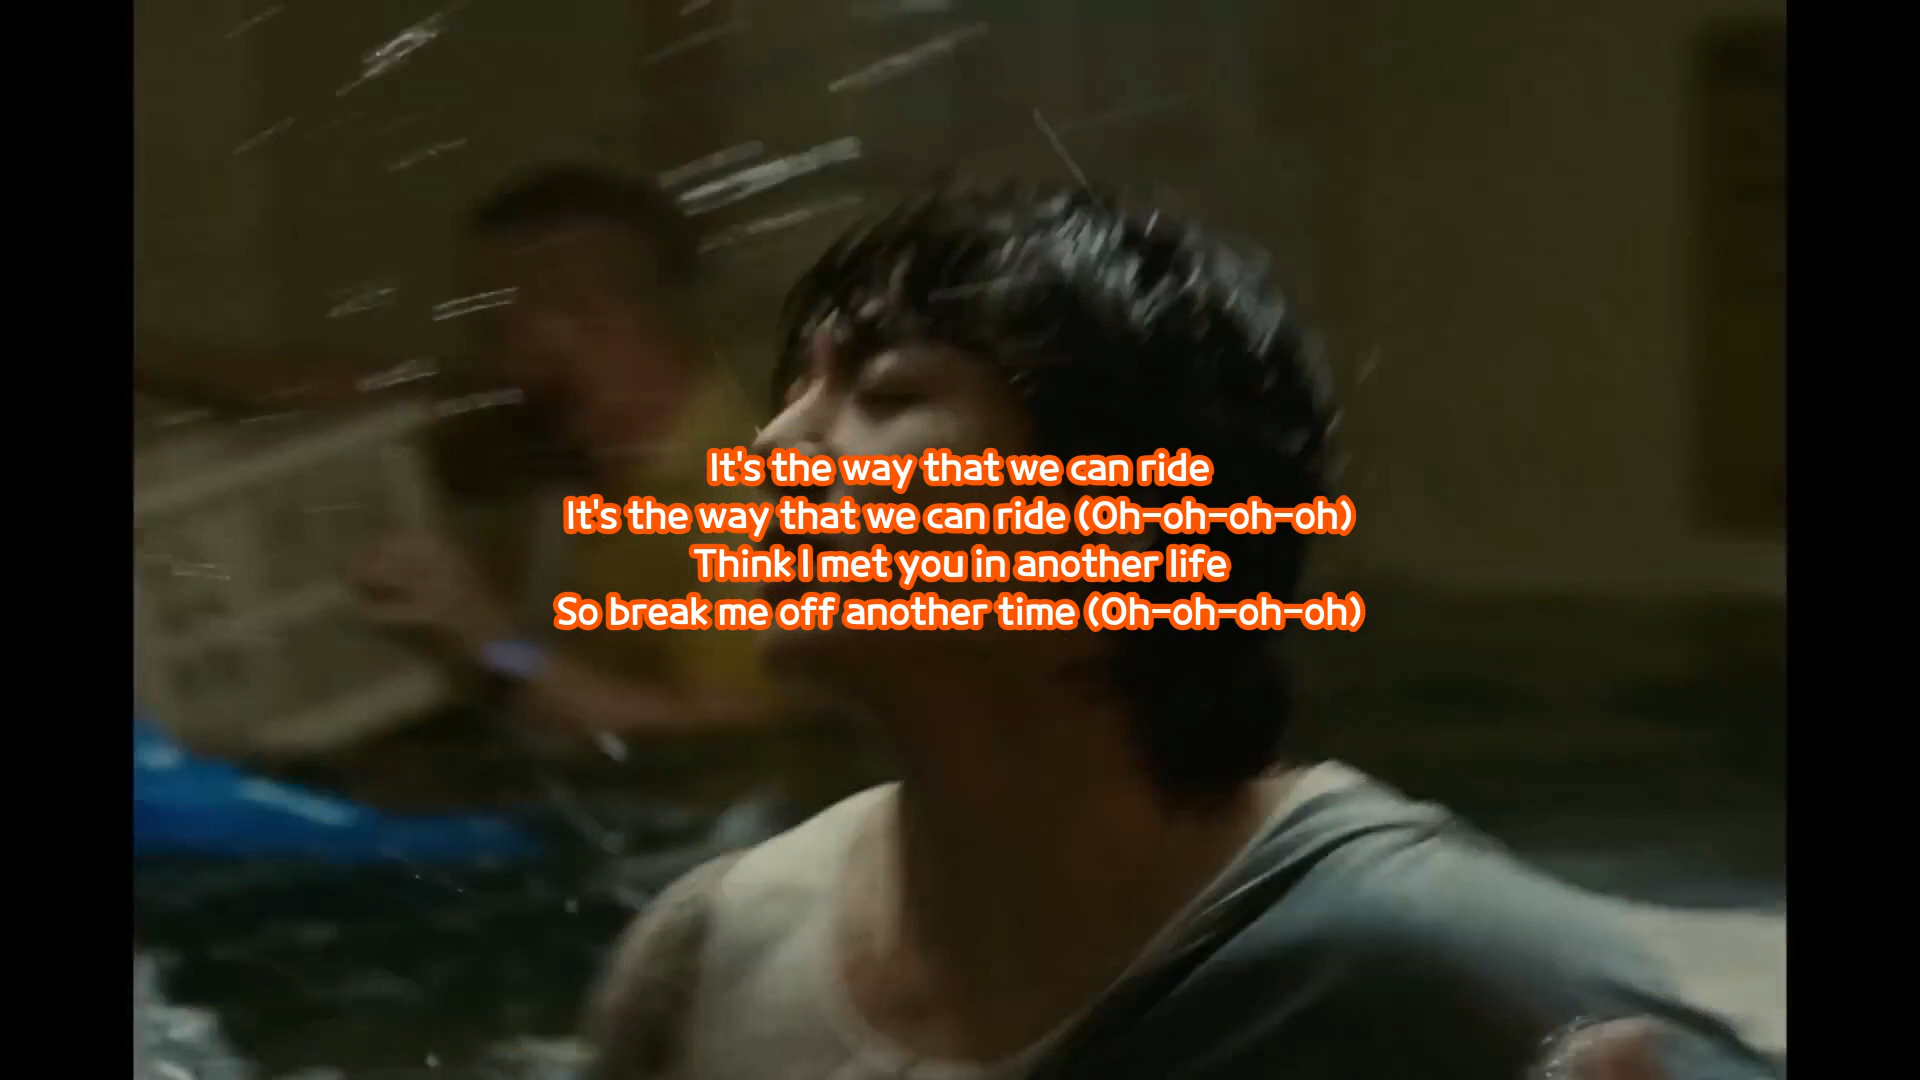 It's the way that we can ride
It's the way that we can ride (Oh-oh-oh-oh)
Think I met you in another life
So break me off another time (Oh-oh-oh-oh)